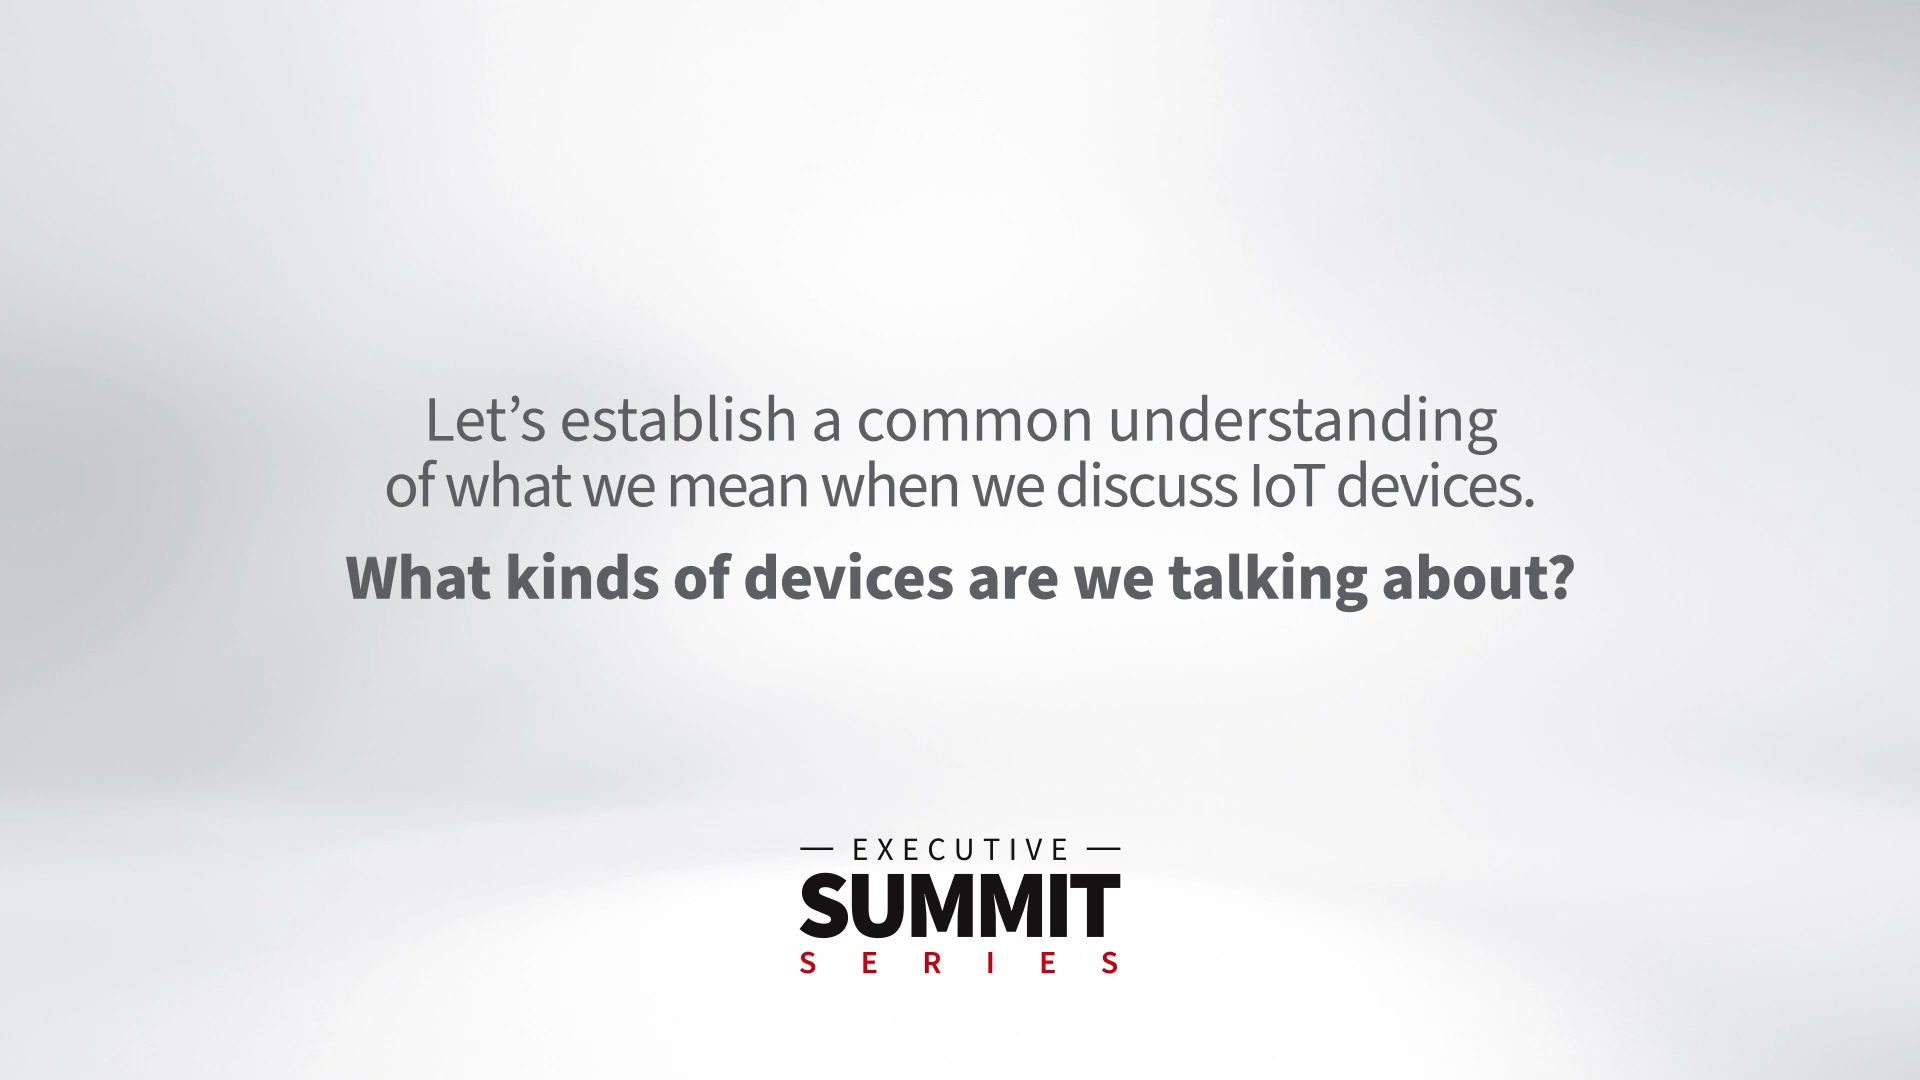 Let’s establish a common understanding
of what we mean when we discuss IoT devices.
What kinds of devices are we talking about?
EXECUTIVE
SUMMIT
SERIES